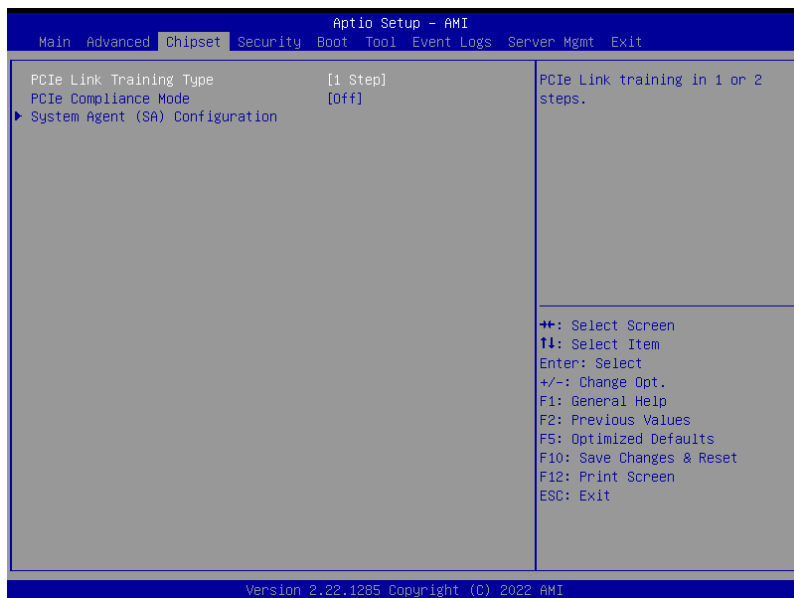 Aptio Setup – AMI
Main Advanced Chipset Security Boot Tool Event Logs Server Mgmt Exit
PCIe Link Training Type [1 Step]
PCIe Compliance Mode [Off]
▶ System Agent (SA) Configuration
PCIe Link training in 1 or 2
steps.
→←: Select Screen
↑↓: Select Item
Enter: Select
+/-: Change Opt.
F1: General Help
F2: Previous Values
F5: Optimized Defaults
F10: Save Changes & Reset
F12: Print Screen
ESC: Exit
Version 2.22.1285 Copyright (C) 2022 AMI